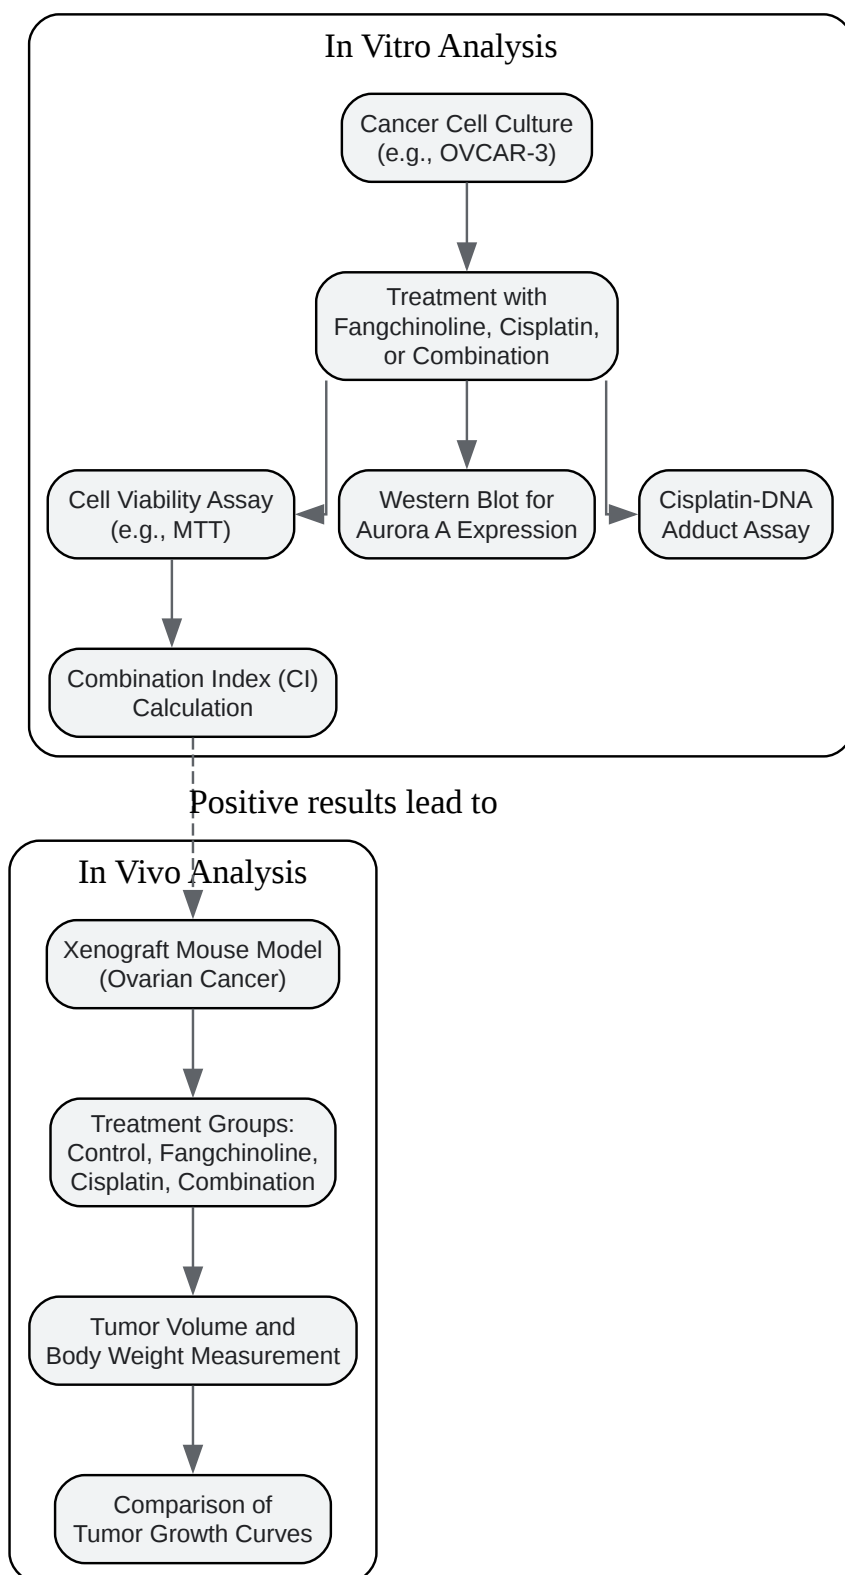 In Vitro Analysis
Cancer Cell Culture
(e.g., OVCAR-3)
Treatment with
Fangchinoline, Cisplatin,
or Combination
Cell Viability Assay
(e.g., MTT)
Western Blot for
Aurora A Expression
Cisplatin-DNA
Adduct Assay
Combination Index (CI)
Calculation
Positive results lead to
In Vivo Analysis
Xenograft Mouse Model
(Ovarian Cancer)
Treatment Groups:
Control, Fangchinoline,
Cisplatin, Combination
Tumor Volume and
Body Weight Measurement
Comparison of
Tumor Growth Curves